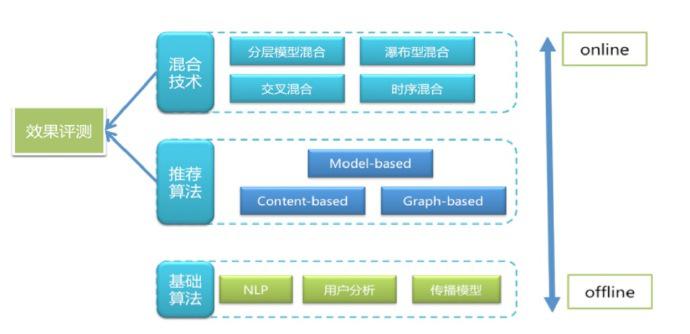 混合
技术
分层模型混合
瀑布型混合
交叉混合
时序混合
online
效果评测
推荐
算法
Model-based
Content-based
Graph-based
基础
算法
NLP
用户分析
传播模型
offline